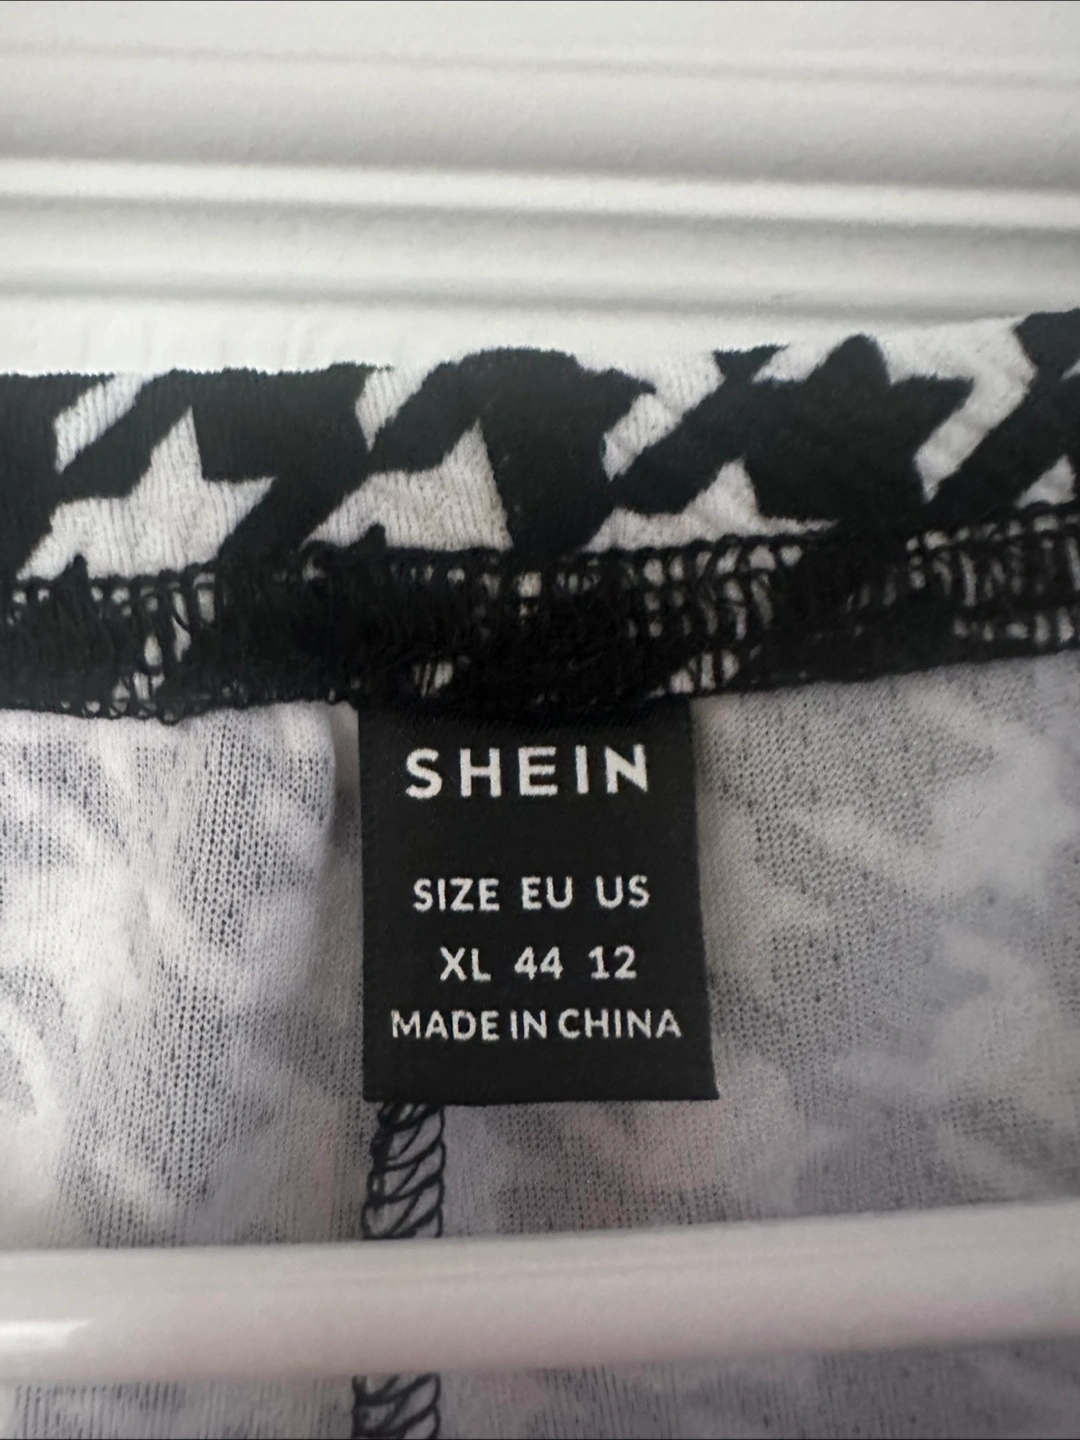 SHEIN
SIZE EU US
XL 44 12
MADE IN CHINA